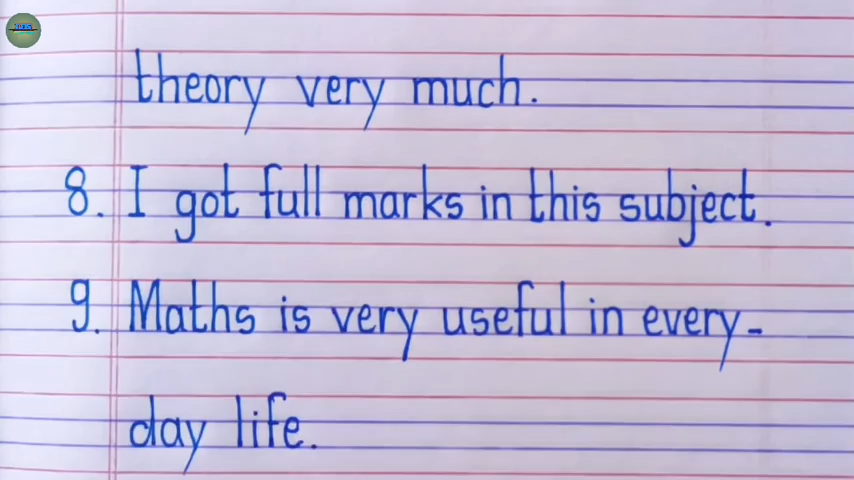 theory very much.
8. I got full marks in this subject.
9. Maths is very useful in every-
day life.